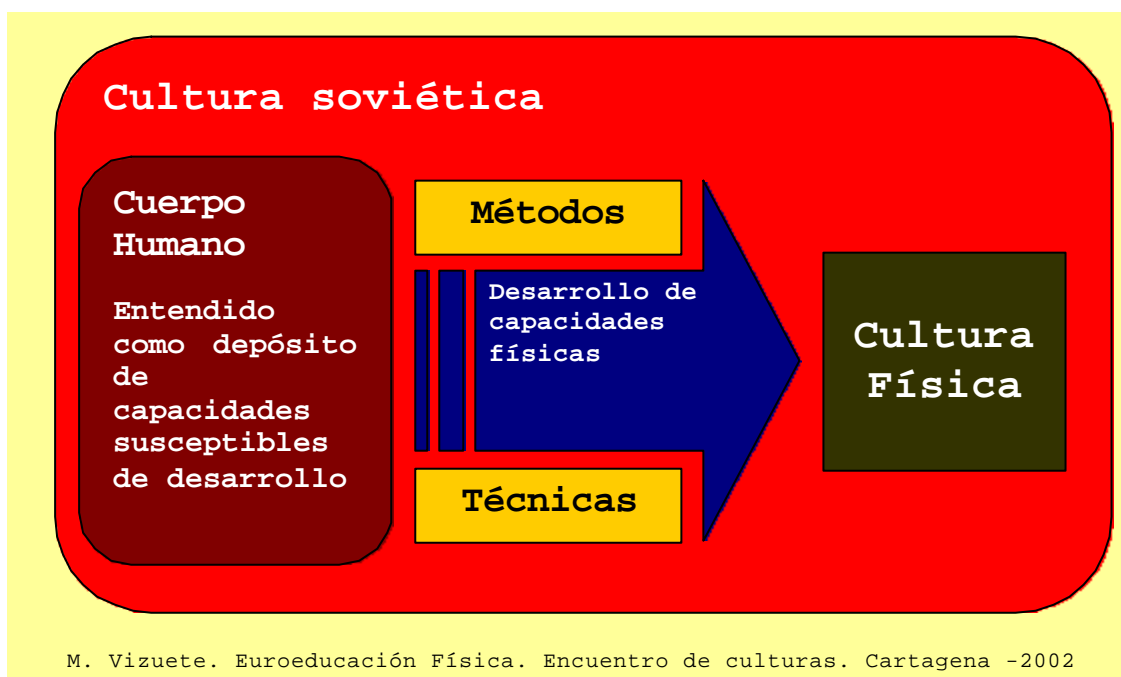 Cultura soviética
Cuerpo
Humano
Entendido
como depósito
de
capacidades
susceptibles
de desarrollo
Métodos
Desarrollo de
capacidades
físicas
Técnicas
Cultura
Física
M. Vizuete. Euroeducación Física. Encuentro de culturas. Cartagena -2002